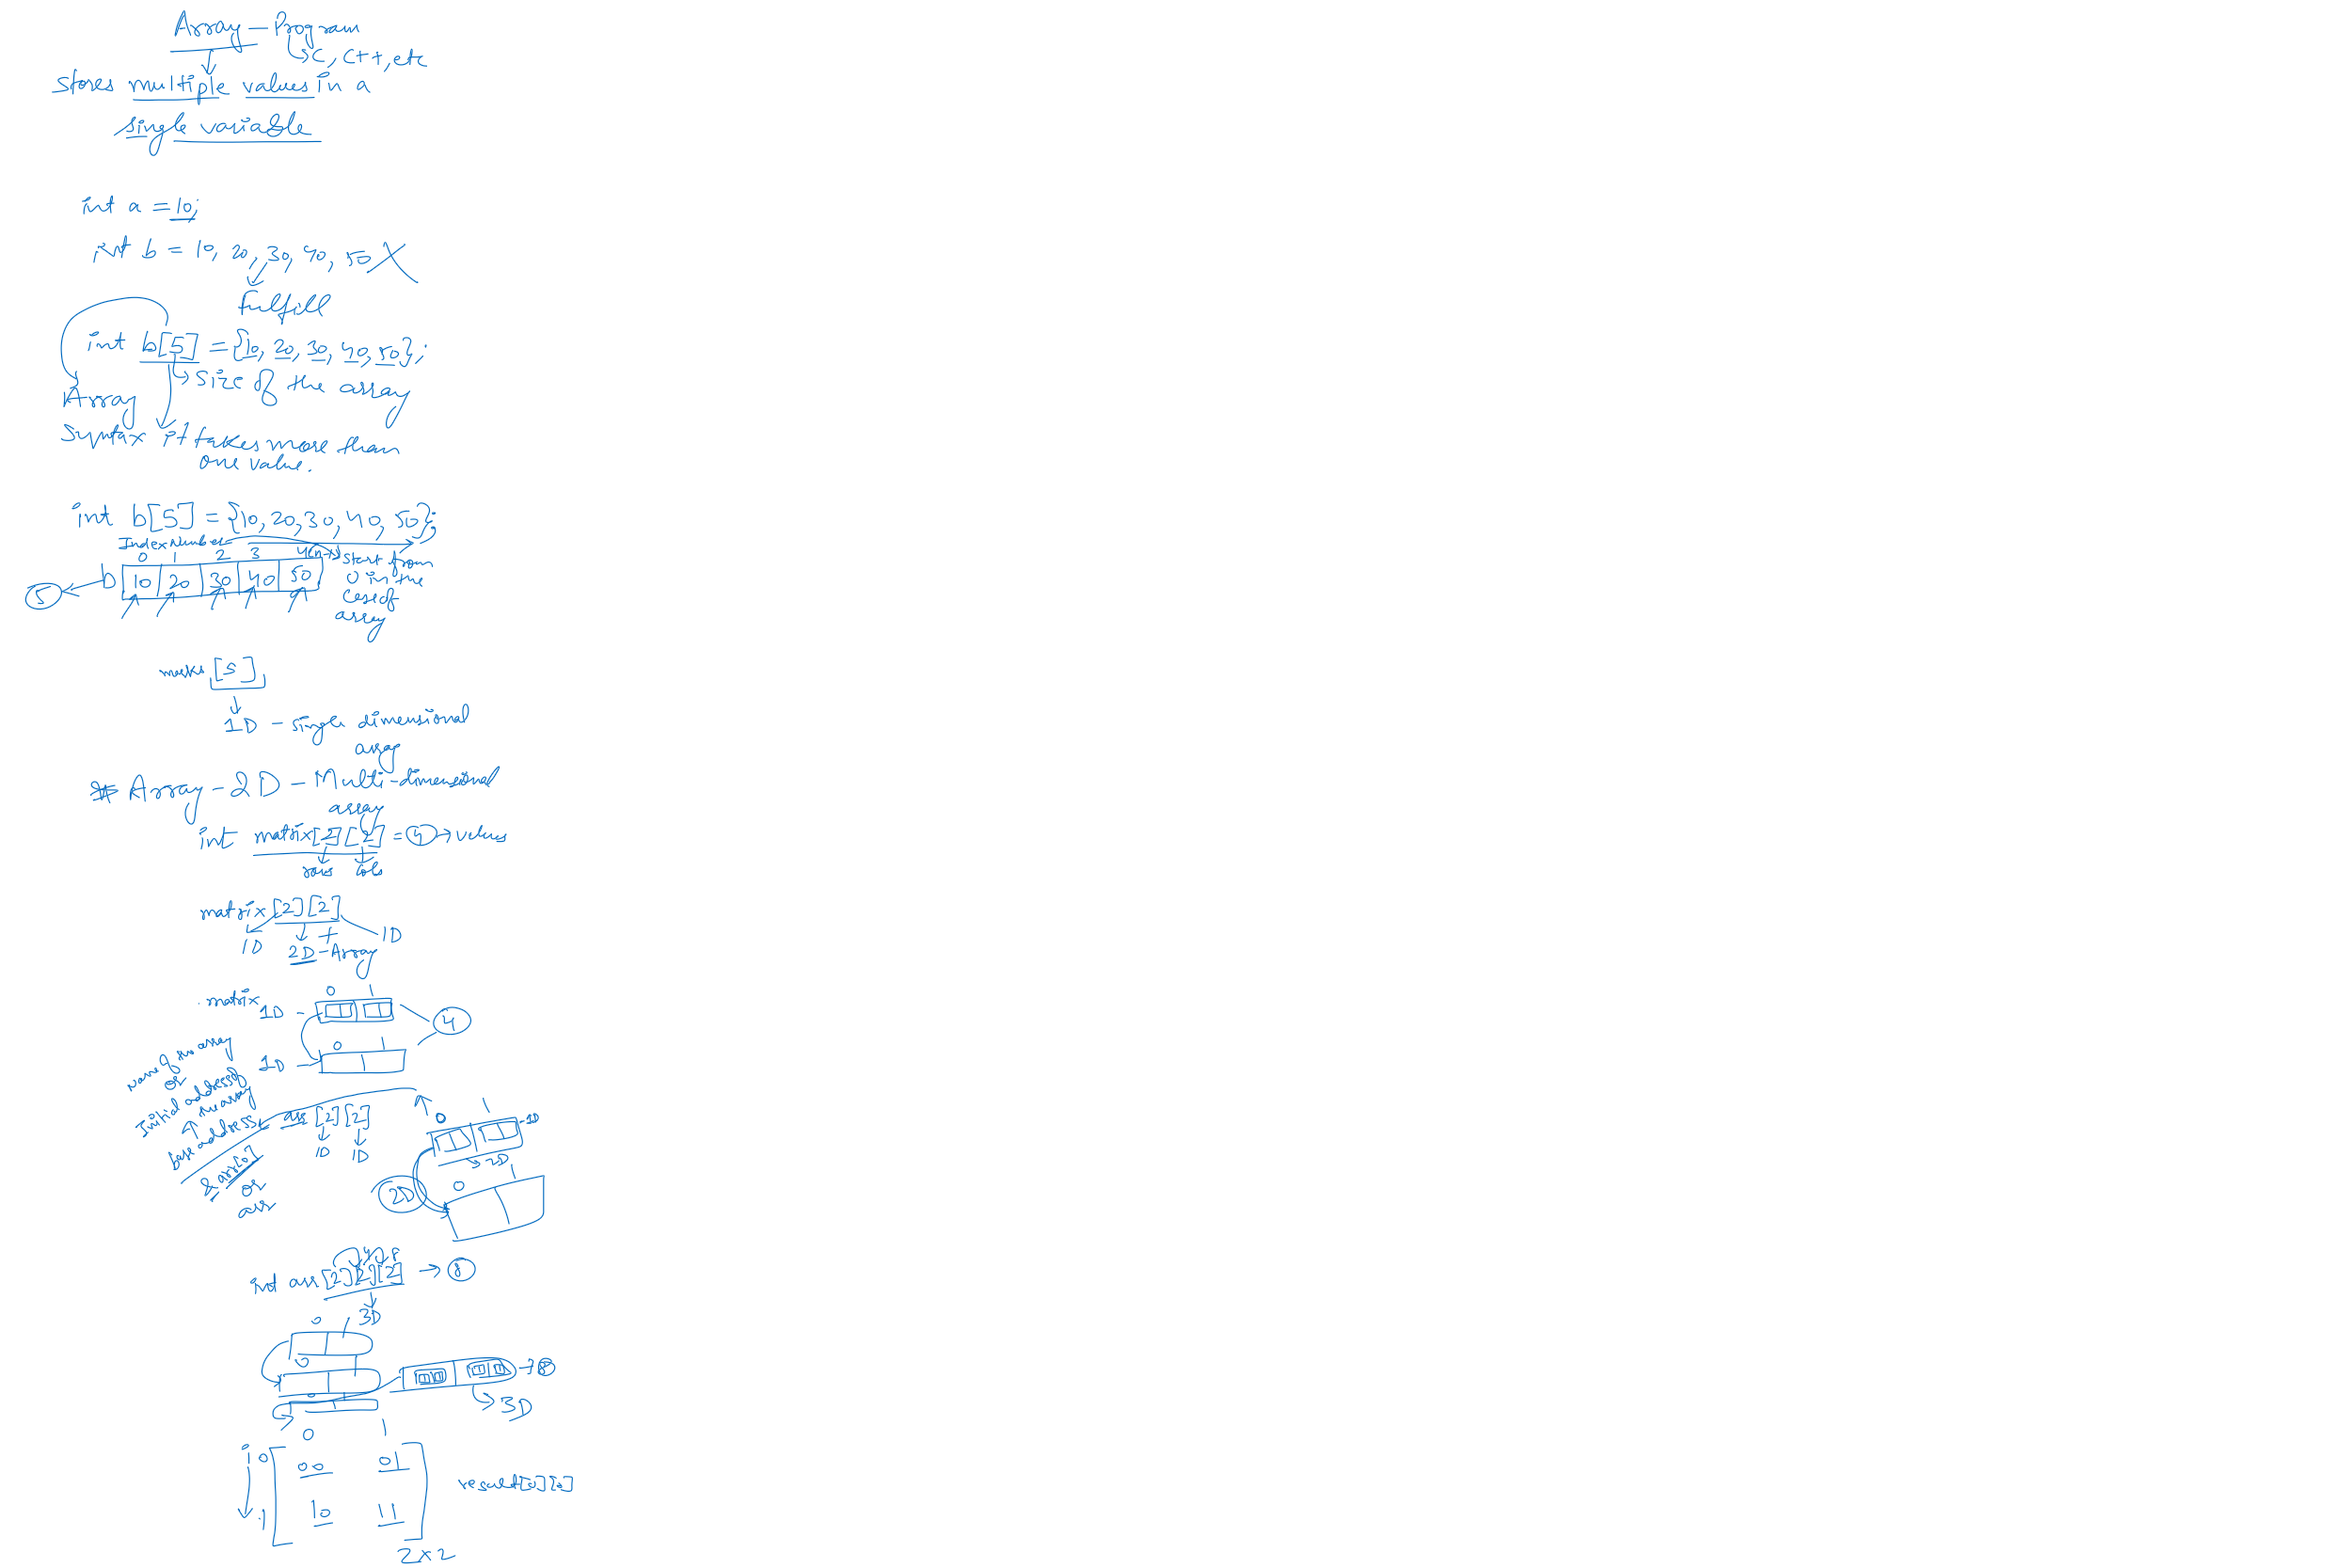 Array - Program
C, C++, etc
stores multiple values in a
single variable
int a = 10;
int b = 10, 20, 30, 40, 50 X
fulfill
int b[5] = {10, 20, 30, 40, 50};
size of the array
Array
syntax it takes more than
one value.
int b[5] = {10, 20, 30, 40, 50};
Index Number
0 1 2 3 4 (n-1) start from
b 10 20 30 40 50 0 in the
5 case of
array
marks [5]
1D - single dimensional
array
* Array - 2D - Multi-dimensional
array
int matrix[2][2] = 4 → values
rows cols
matrix[2][2]
1D + 1D
2D - Array
matrix 0 1
1D -
4
0 1
1D -
Name of an array
or
Initial address of
the array
base address
&arr[0]
or
arr
arr[2][2]
1D 1D
0 1 - 1D
→ 2D
0 1
2D
int arr[2][2][2] → 8
3D
0 1
0 1
→ 8
→ 3D
0 1
i 0 00 01
result[0][0]
1 10 11
2x2